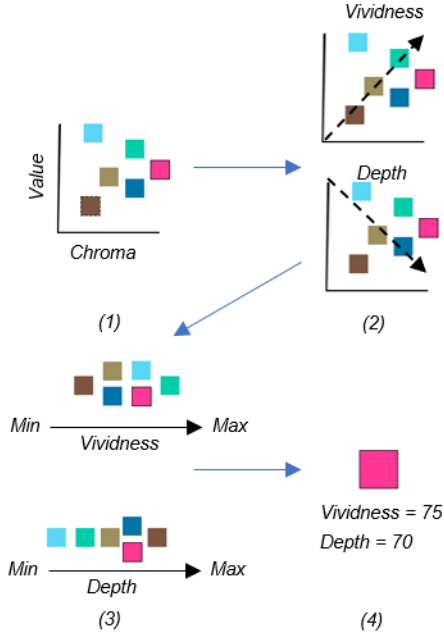 Vividness
Value
Chroma
Depth
(1)
(2)
Min
Vividness
Max
Min
Depth
Max
(3)
Vividness = 75
Depth = 70
(4)